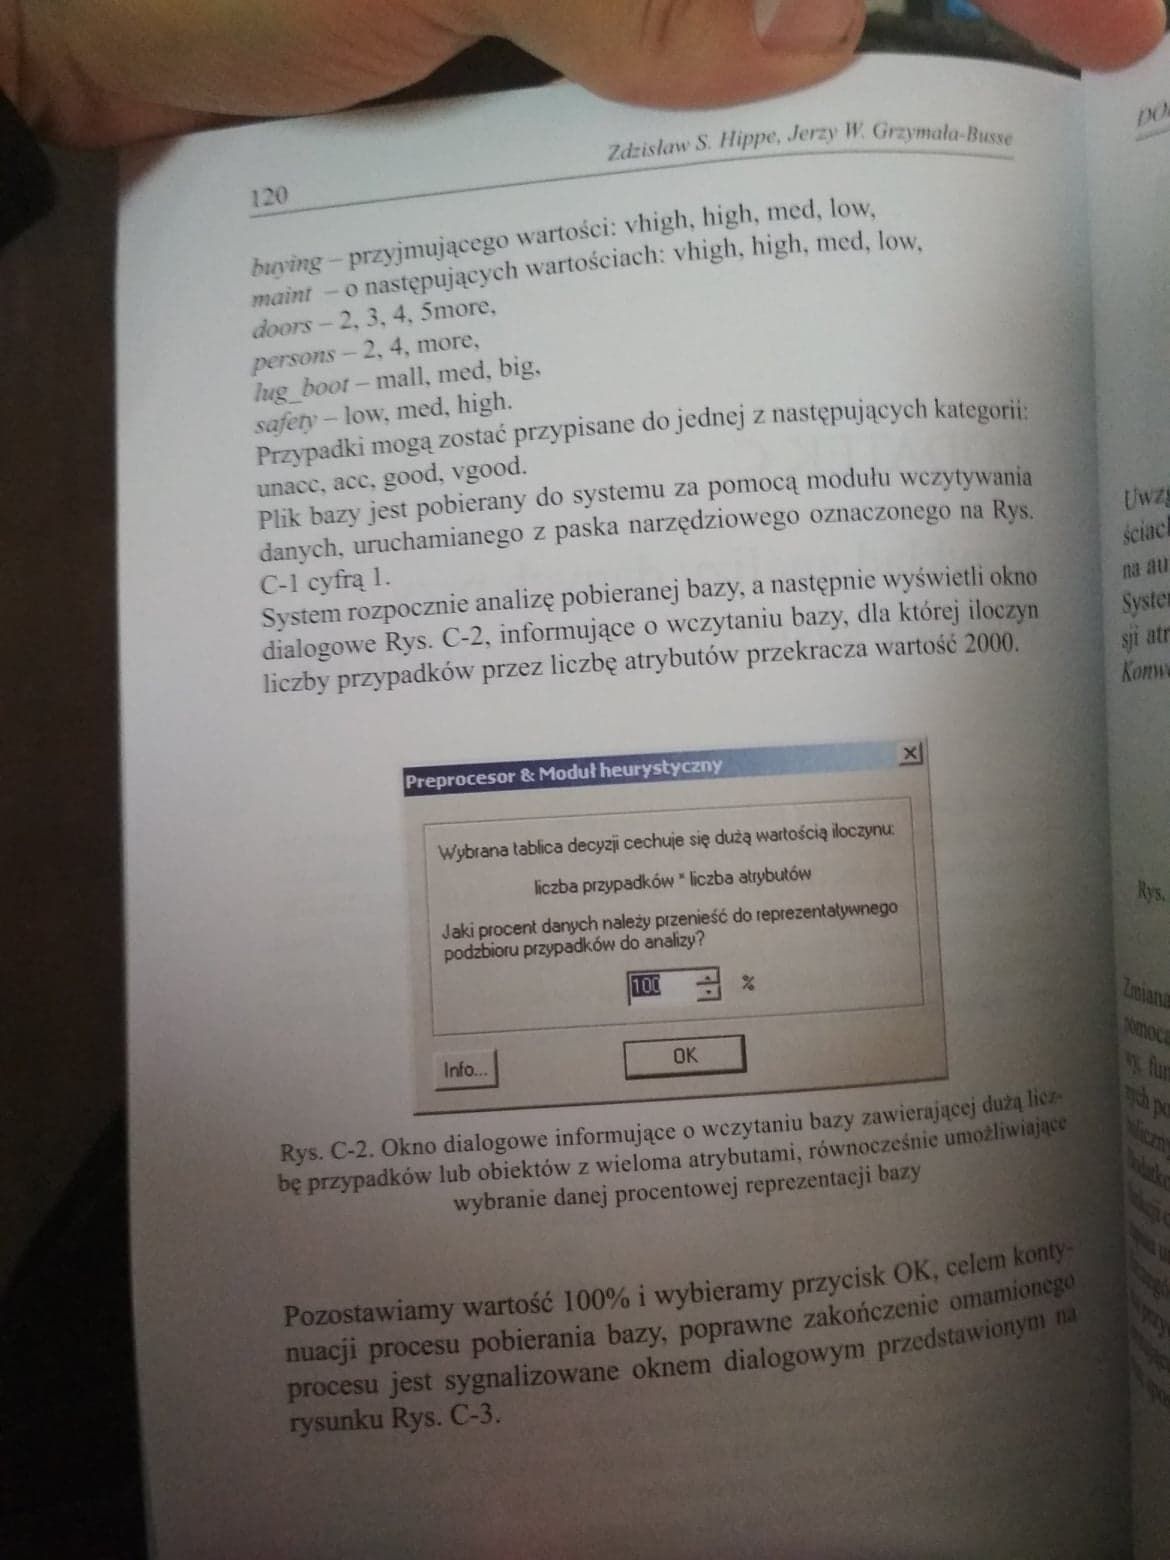 120
Zdzisław S. Hippe, Jerzy W. Grzymała-Busse
buying – przyjmującego wartości: vhigh, high, med, low,
maint – o następujących wartościach: vhigh, high, med, low,
doors – 2, 3, 4, 5more,
persons – 2, 4, more,
lug_boot – mall, med, big,
safety – low, med, high.
Przypadki mogą zostać przypisane do jednej z następujących kategorii:
unacc, acc, good, vgood.
Plik bazy jest pobierany do systemu za pomocą modułu wczytywania
danych, uruchamianego z paska narzędziowego oznaczonego na Rys.
C-1 cyfrą 1.
System rozpocznie analizę pobieranej bazy, a następnie wyświetli okno
dialogowe Rys. C-2, informujące o wczytaniu bazy, dla której iloczyn
liczby przypadków przez liczbę atrybutów przekracza wartość 2000.
Preprocesor & Moduł heurystyczny
Wybrana tablica decyzji cechuje się dużą wartością iloczynu:
liczba przypadków * liczba atrybutów
Jaki procent danych należy przenieść do reprezentatywnego
podzbioru przypadków do analizy?
100 %
Info... OK
Rys. C-2. Okno dialogowe informujące o wczytaniu bazy zawierającej dużą licz-
bę przypadków lub obiektów z wieloma atrybutami, równocześnie umożliwiające
wybranie danej procentowej reprezentacji bazy
Pozostawiamy wartość 100% i wybieramy przycisk OK, celem konty-
nuacji procesu pobierania bazy, poprawne zakończenie omamionego
procesu jest sygnalizowane oknem dialogowym przedstawionym na
rysunku Rys. C-3.
na au
Rys.